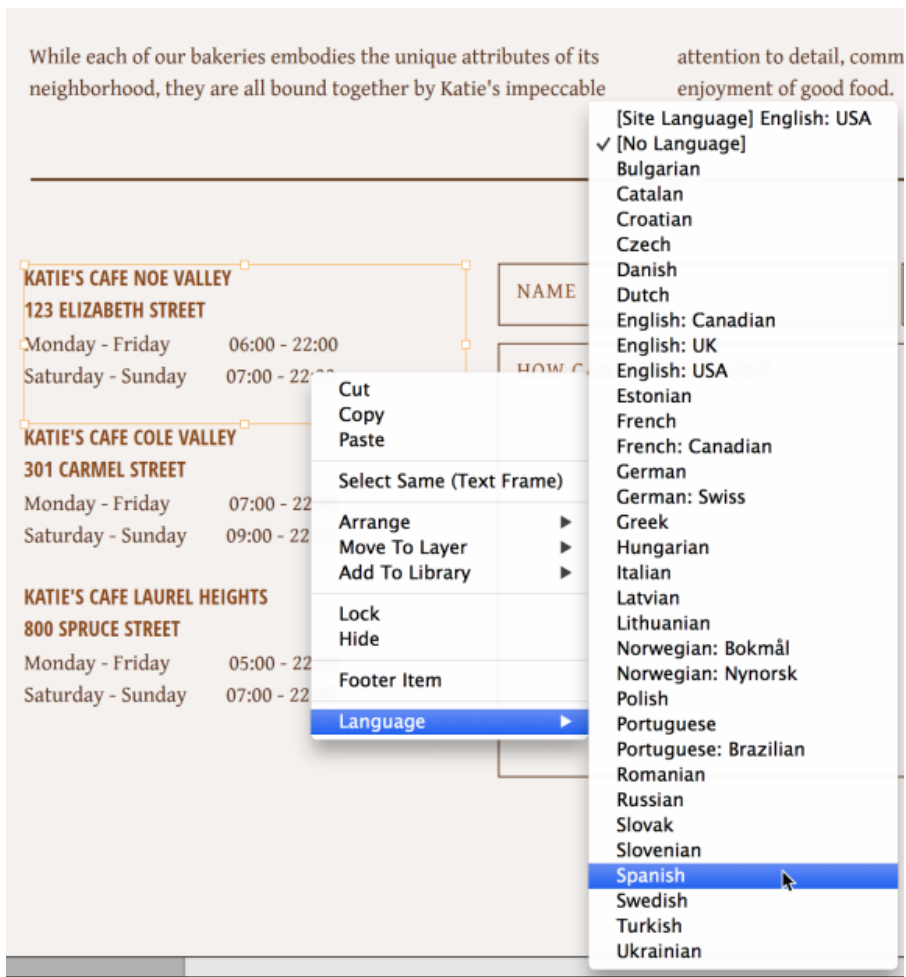 While each of our bakeries embodies the unique attributes of its
neighborhood, they are all bound together by Katie's impeccable
attention to detail, comm
enjoyment of good food.
KATIE'S CAFE NOE VALLEY
123 ELIZABETH STREET
Monday - Friday 06:00 - 22:00
Saturday - Sunday 07:00 - 22:00
KATIE'S CAFE COLE VALLEY
301 CARMEL STREET
Monday - Friday 07:00 - 22
Saturday - Sunday 09:00 - 22
KATIE'S CAFE LAUREL HEIGHTS
800 SPRUCE STREET
Monday - Friday 05:00 - 22
Saturday - Sunday 07:00 - 22
NAME
HOW CA
Cut
Copy
Paste
Select Same (Text Frame)
Arrange
Move To Layer
Add To Library
Lock
Hide
Footer Item
Language
[Site Language] English: USA
✓ [No Language]
Bulgarian
Catalan
Croatian
Czech
Danish
Dutch
English: Canadian
English: UK
English: USA
Estonian
French
French: Canadian
German
German: Swiss
Greek
Hungarian
Italian
Latvian
Lithuanian
Norwegian: Bokmål
Norwegian: Nynorsk
Polish
Portuguese
Portuguese: Brazilian
Romanian
Russian
Slovak
Slovenian
Spanish
Swedish
Turkish
Ukrainian